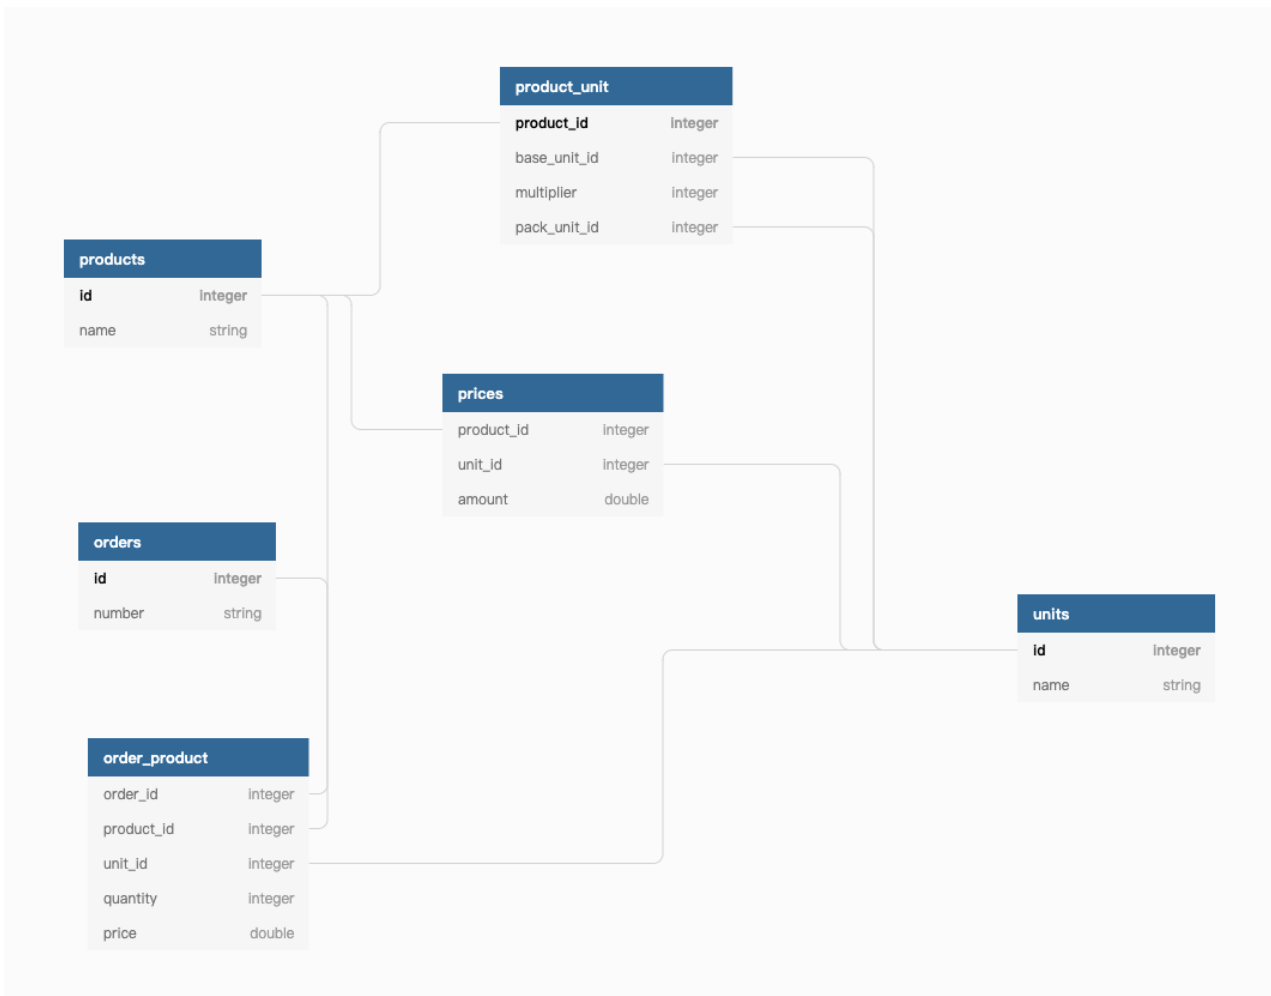 product_unit
product_id integer
base_unit_id integer
multiplier integer
pack_unit_id integer
products
id integer
name string
prices
product_id integer
unit_id integer
amount double
orders
id integer
number string
units
id integer
name string
order_product
order_id integer
product_id integer
unit_id integer
quantity integer
price double